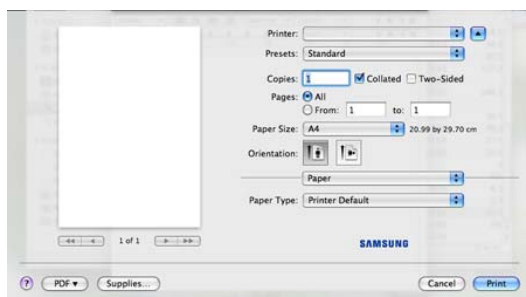 Printer:
Presets: Standard
Copies: 1 Collated Two-Sided
Pages: All
From: 1 to: 1
Paper Size: A4 20.99 by 29.70 cm
Orientation:
Paper
Paper Type: Printer Default
1 of 1
SAMSUNG
? PDF ▾ Supplies... Cancel Print